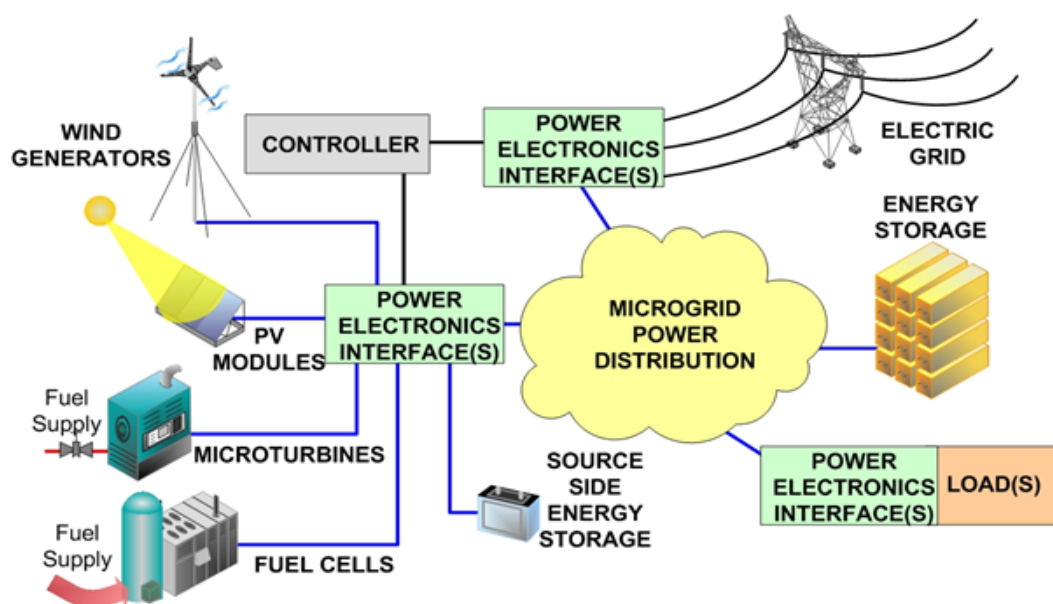 WIND
GENERATORS
CONTROLLER
POWER
ELECTRONICS
INTERFACE(S)
ELECTRIC
GRID
ENERGY
STORAGE
POWER
ELECTRONICS
INTERFACE(S)
PV
MODULES
MICROGRID
POWER
DISTRIBUTION
Fuel
Supply
MICROTURBINES
SOURCE
SIDE
ENERGY
STORAGE
POWER
ELECTRONICS
INTERFACE(S)
LOAD(S)
Fuel
Supply
FUEL CELLS